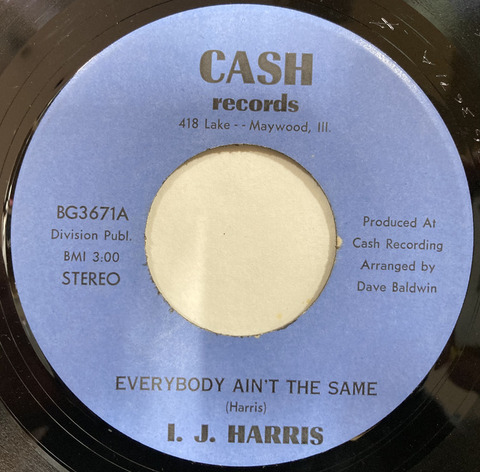 CASH
records
418 Lake -- Maywood, Ill.
BG3671A
Division Publ.
BMI 3:00
STEREO
Produced At
Cash Recording
Arranged by
Dave Baldwin
EVERYBODY AIN'T THE SAME
(Harris)
I. J. HARRIS